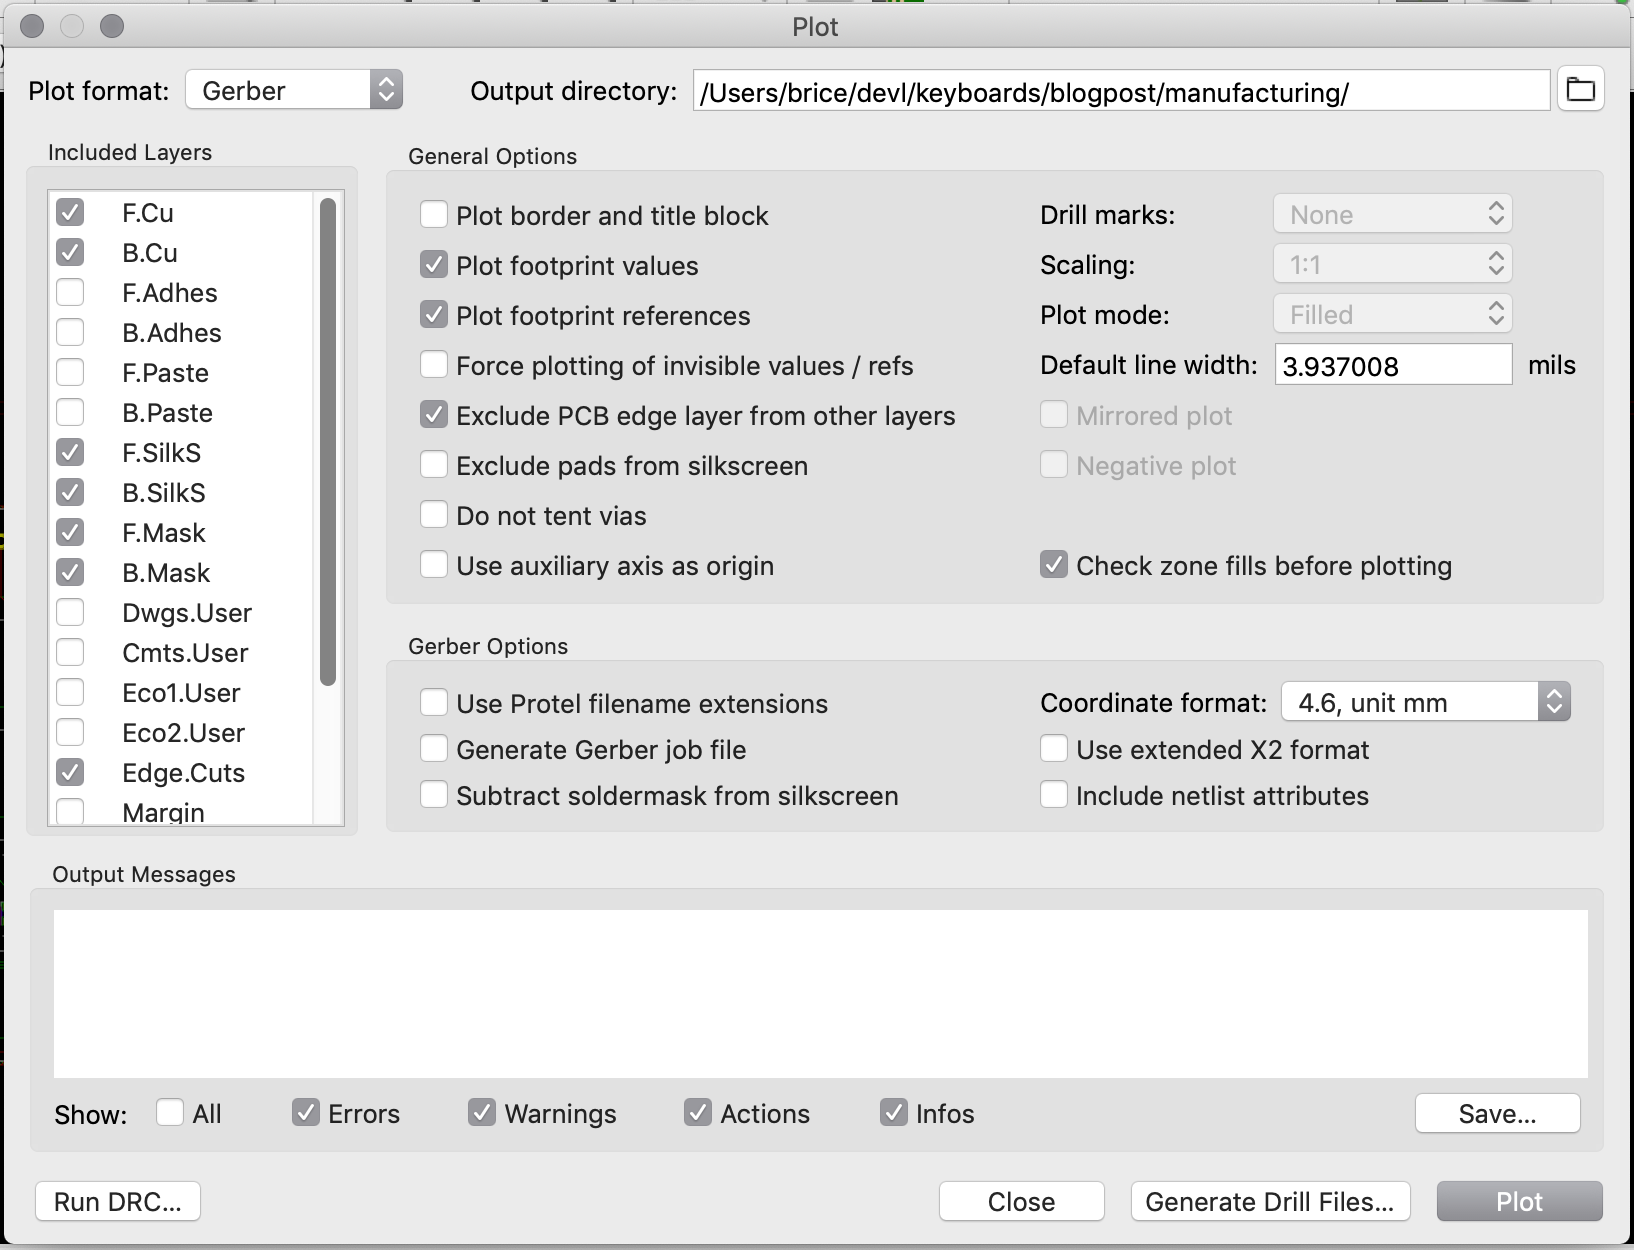 Plot
Plot format: Gerber
Output directory: /Users/brice/devl/keyboards/blogpost/manufacturing/
Included Layers
F.Cu
B.Cu
F.Adhes
B.Adhes
F.Paste
B.Paste
F.SilkS
B.SilkS
F.Mask
B.Mask
Dwgs.User
Cmts.User
Eco1.User
Eco2.User
Edge.Cuts
Margin
General Options
Plot border and title block
Plot footprint values
Plot footprint references
Force plotting of invisible values / refs
Exclude PCB edge layer from other layers
Exclude pads from silkscreen
Do not tent vias
Use auxiliary axis as origin
Drill marks: None
Scaling: 1:1
Plot mode: Filled
Default line width: 3.937008 mils
Mirrored plot
Negative plot
Check zone fills before plotting
Gerber Options
Use Protel filename extensions
Generate Gerber job file
Subtract soldermask from silkscreen
Coordinate format: 4.6, unit mm
Use extended X2 format
Include netlist attributes
Output Messages
Show: All Errors Warnings Actions Infos Save...
Run DRC... Close Generate Drill Files... Plot